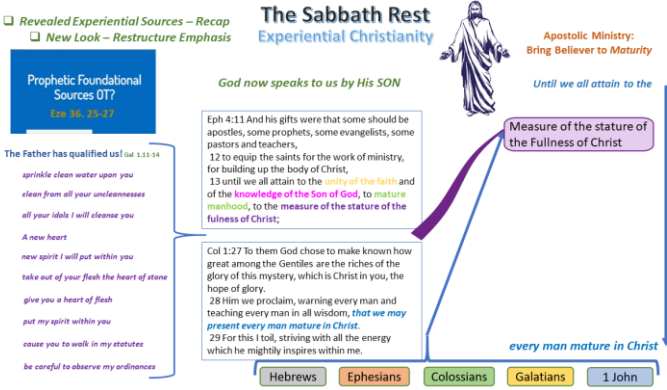 ❑ Revealed Experiential Sources – Recap
❑ New Look – Restructure Emphasis
The Sabbath Rest
Experiential Christianity
Apostolic Ministry:
Bring Believer to Maturity
Prophetic Foundational
Sources OT?
Eze 36. 25-27
God now speaks to us by His SON
Until we all attain to the
The Father has qualified us! Gal 1,11-14
sprinkle clean water upon you
clean from all your uncleannesses
all your idols I will cleanse you
A new heart
new spirit I will put within you
take out of your flesh the heart of stone
give you a heart of flesh
put my spirit within you
cause you to walk in my statutes
be careful to observe my ordinances
Eph 4:11 And his gifts were that some should be
apostles, some prophets, some evangelists, some
pastors and teachers,
12 to equip the saints for the work of ministry,
for building up the body of Christ,
13 until we all attain to the unity of the faith and
of the knowledge of the Son of God, to mature
manhood, to the measure of the stature of the
fulness of Christ;
Measure of the stature of
the Fullness of Christ
Col 1:27 To them God chose to make known how
great among the Gentiles are the riches of the
glory of this mystery, which is Christ in you, the
hope of glory.
28 Him we proclaim, warning every man and
teaching every man in all wisdom, that we may
present every man mature in Christ.
29 For this I toil, striving with all the energy
which he mightily inspires within me.
every man mature in Christ
Hebrews
Ephesians
Colossians
Galatians
1 John